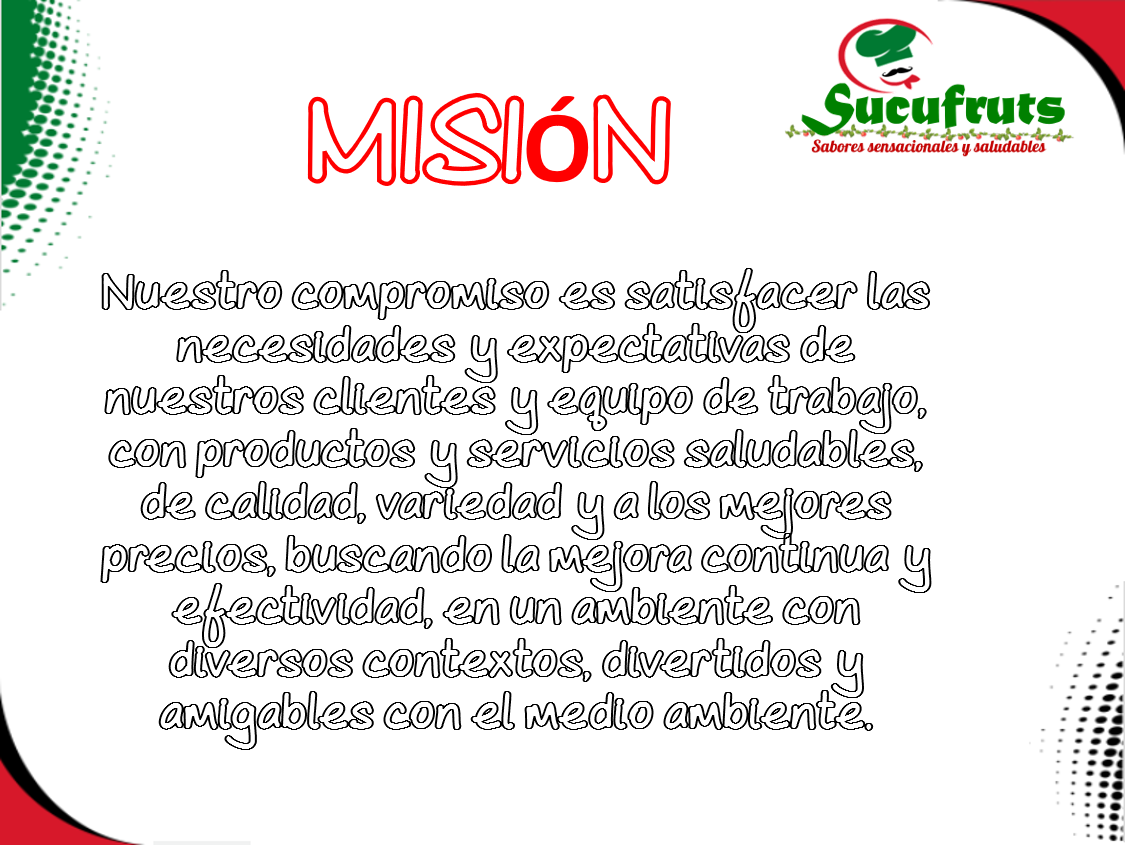 Sucufruts
Sabores sensacionales y saludables
MISIÓN
Nuestro compromiso es satisfacer las
necesidades y expectativas de
nuestros clientes y equipo de trabajo,
con productos y servicios saludables,
de calidad, variedad y a los mejores
precios, buscando la mejora continua y
efectividad, en un ambiente con
diversos contextos, divertidos y
amigables con el medio ambiente.